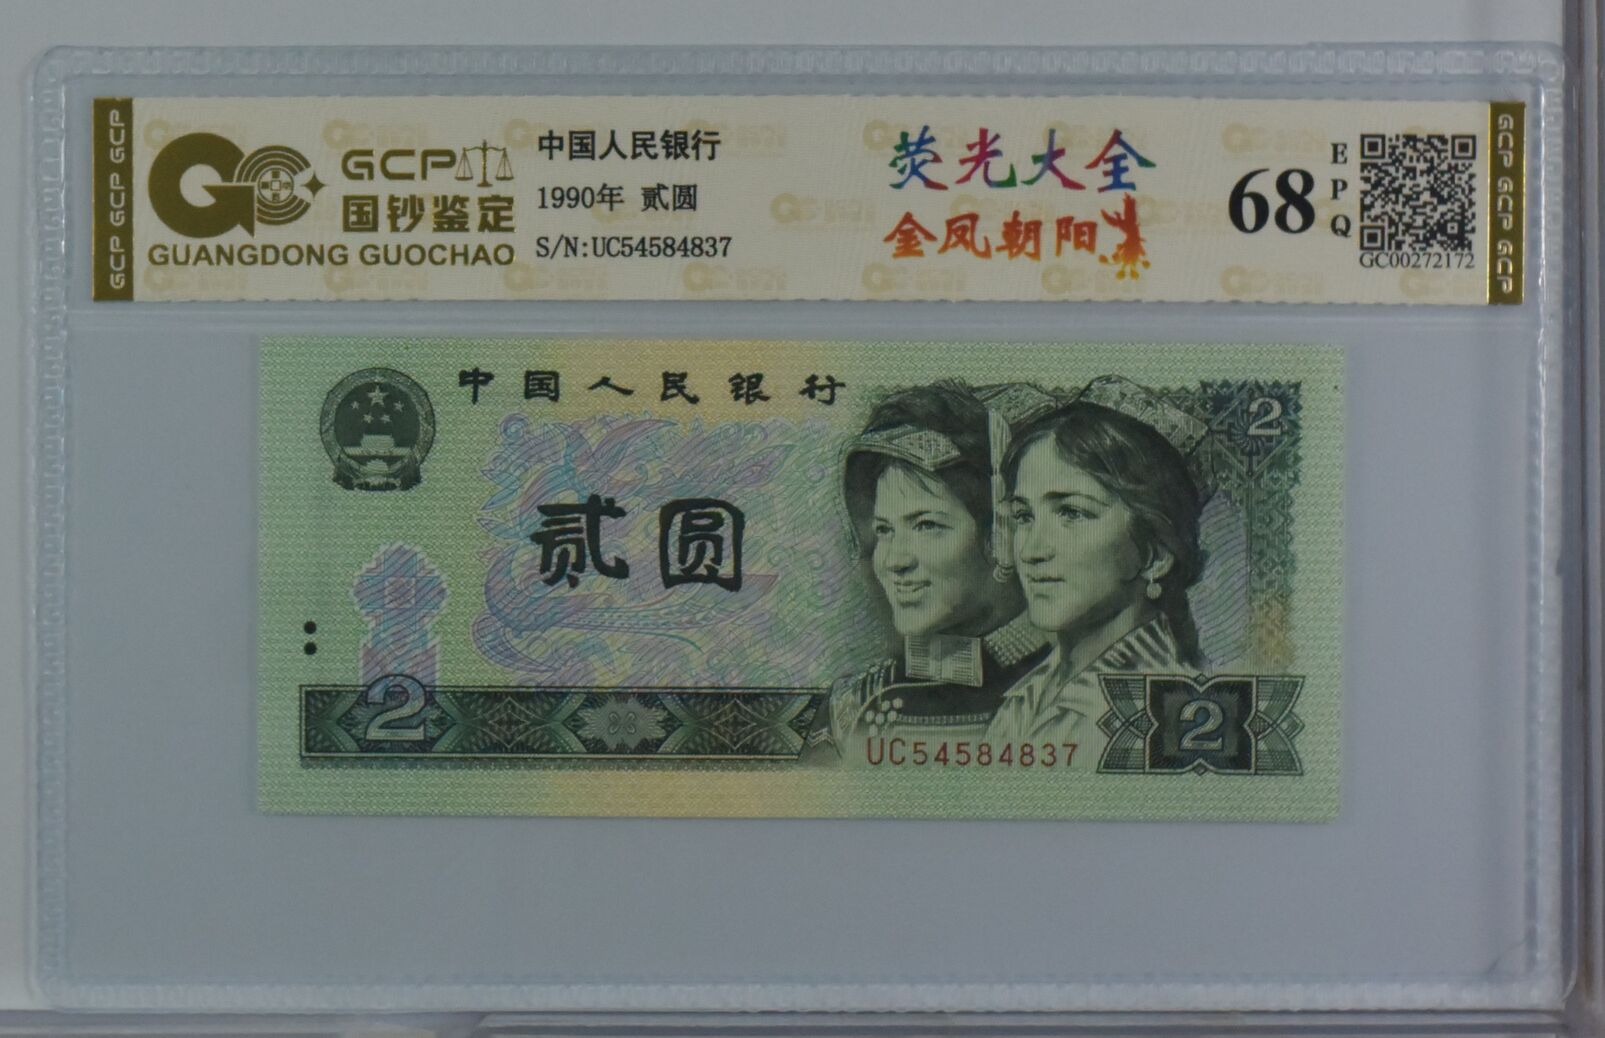 GCP GCP GCP
GCP
国钞鉴定
GUANGDONG GUOCHAO
中国人民银行
1990年 贰圆
S/N:UC54584837
荧光大全
金凤朝阳
68
EPQ
GC00272172
GCP GCP GCP
中国人民银行
2
贰圆
2
UC54584837
2